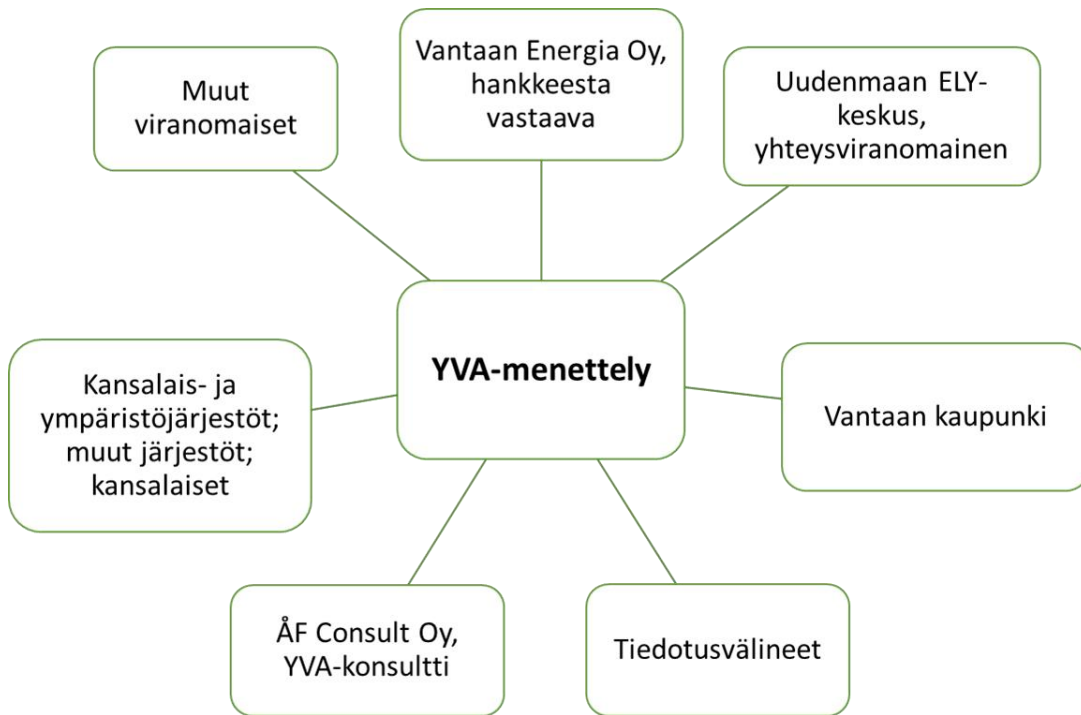 Vantaan Energia Oy,
hankkeesta
vastaava
Muut
viranomaiset
Uudenmaan ELY-
keskus,
yhteysviranomainen
YVA-menettely
Kansalais- ja
ympäristöjärjestöt;
muut järjestöt;
kansalaiset
Vantaan kaupunki
ÅF Consult Oy,
YVA-konsultti
Tiedotusvälineet